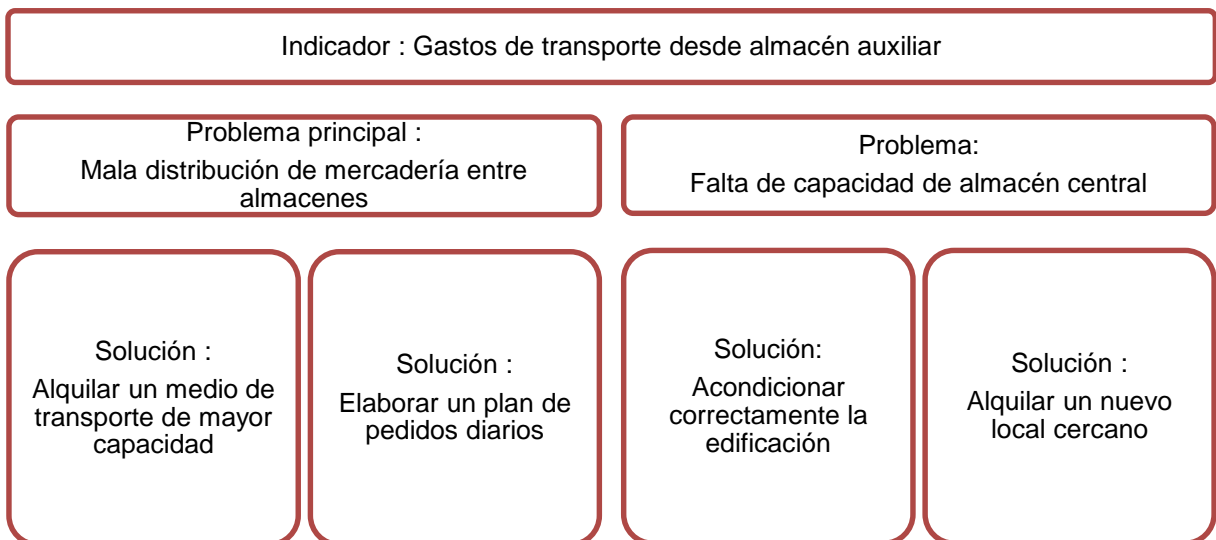 Indicador : Gastos de transporte desde almacén auxiliar
Problema principal :
Mala distribución de mercadería entre
almacenes
Problema:
Falta de capacidad de almacén central
Solución :
Alquilar un medio de
transporte de mayor
capacidad
Solución :
Elaborar un plan de
pedidos diarios
Solución:
Acondicionar
correctamente la
edificación
Solución :
Alquilar un nuevo
local cercano